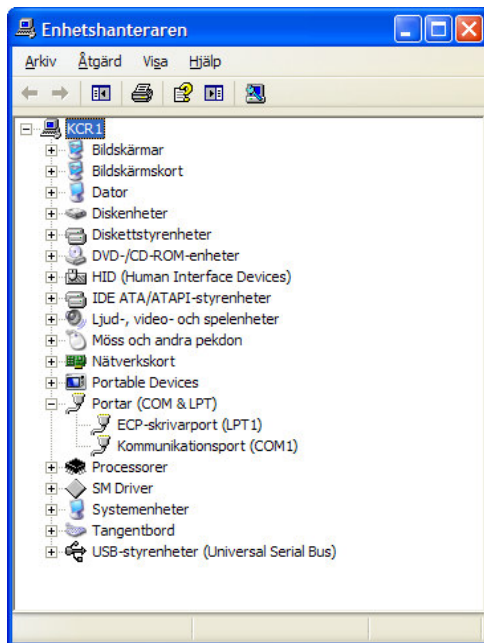 Enhetshanteraren
Arkiv Åtgärd Visa Hjälp
KCR1
Bildskärmar
Bildskärmskort
Dator
Diskenheter
Diskettstyrenheter
DVD-/CD-ROM-enheter
HID (Human Interface Devices)
IDE ATA/ATAPI-styrenheter
Ljud-, video- och spelenheter
Möss och andra pekdon
Nätverkskort
Portable Devices
Portar (COM & LPT)
ECP-skrivarport (LPT1)
Kommunikationsport (COM1)
Processorer
SM Driver
Systemenheter
Tangentbord
USB-styrenheter (Universal Serial Bus)